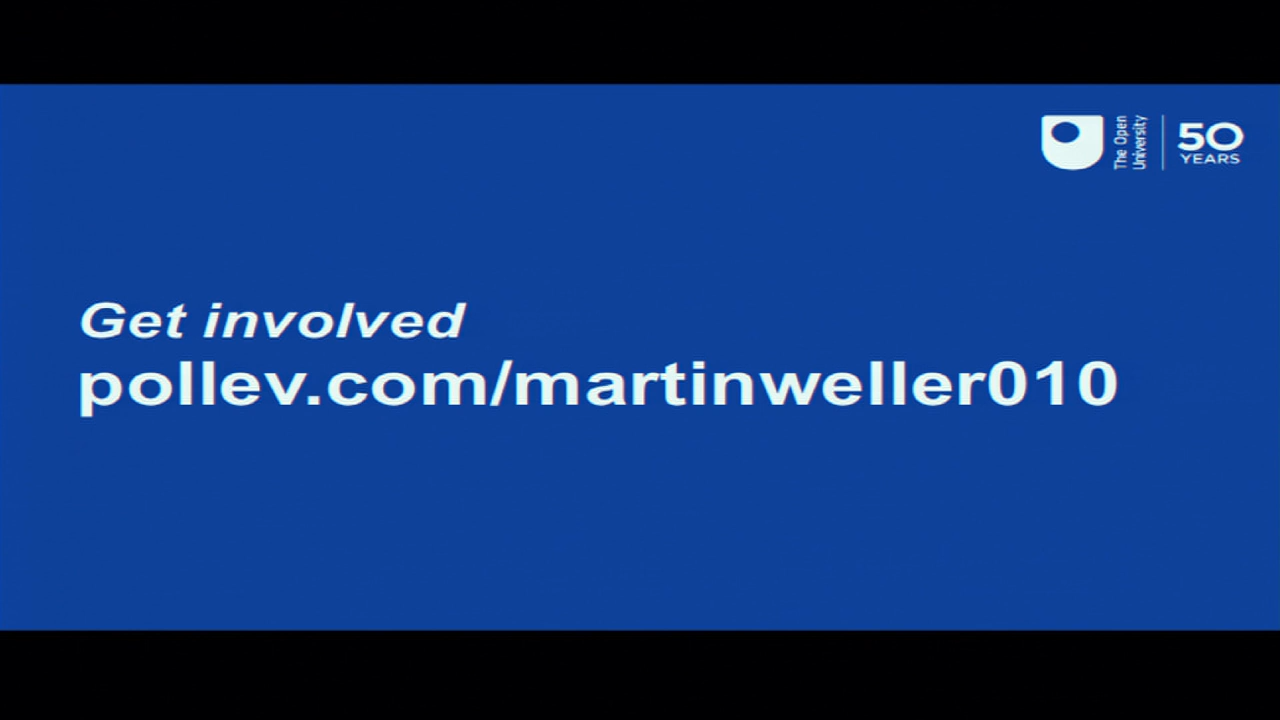 The Open
University
50
YEARS
Get involved
pollev.com/martinweller010